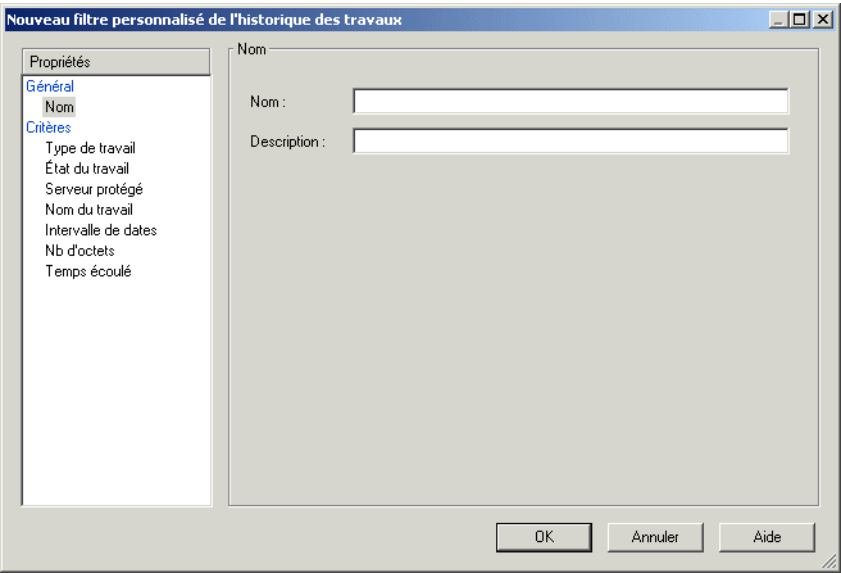 Nouveau filtre personnalisé de l'historique des travaux
Propriétés
Général
Nom
Critères
Type de travail
État du travail
Serveur protégé
Nom du travail
Intervalle de dates
Nb d'octets
Temps écoulé
Nom
Nom :
Description :
OK
Annuler
Aide